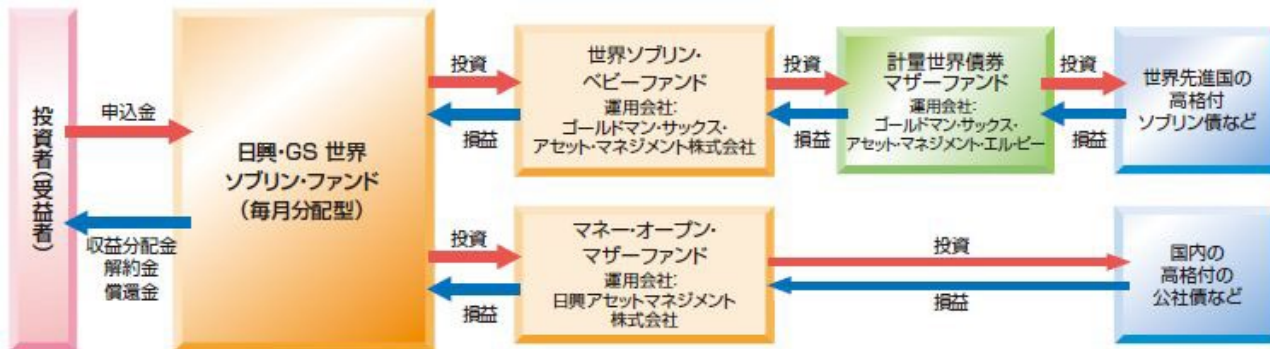 投資者(受益者)
申込金
収益分配金
解約金
償還金
日興・GS 世界
ソブリン・ファンド
(毎月分配型)
投資
損益
世界ソブリン・
ベビーファンド
運用会社:
ゴールドマン・サックス・
アセット・マネジメント株式会社
投資
損益
計量世界債券
マザーファンド
運用会社:
ゴールドマン・サックス・
アセット・マネジメント・エル・ピー
投資
損益
世界先進国の
高格付
ソブリン債など
投資
損益
マネー・オープン・
マザーファンド
運用会社:
日興アセットマネジメント
株式会社
投資
損益
国内の
高格付の
公社債など